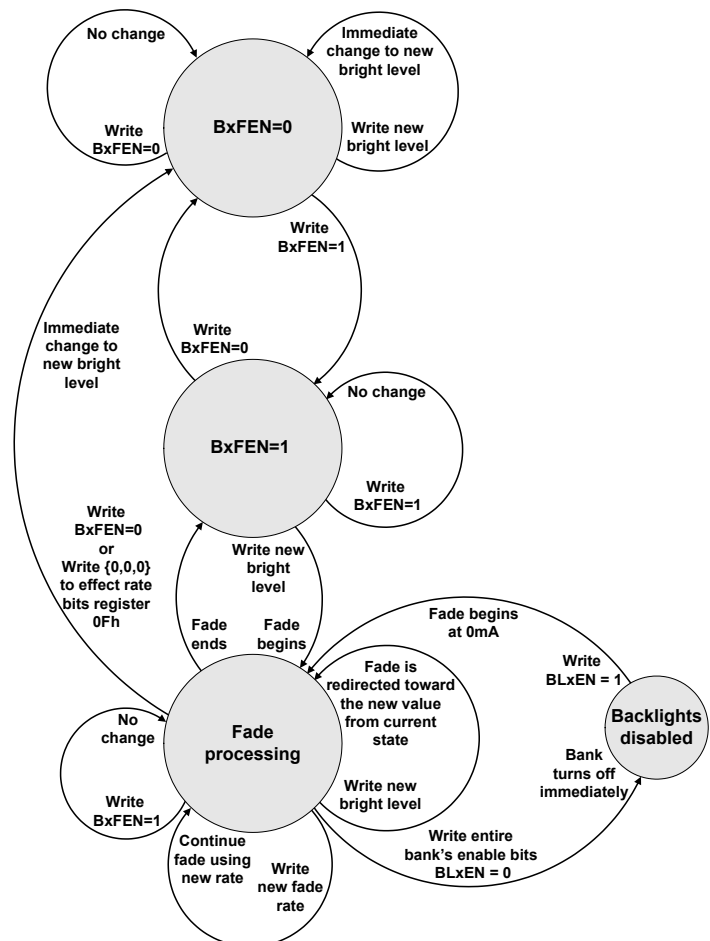 No change
Write
BxFEN=0
BxFEN=0
Immediate
change to new
bright level
Write new
bright level
Write
BxFEN=1
Write
BxFEN=0
Immediate
change to
new bright
level
BxFEN=1
No change
Write
BxFEN=1
Write
BxFEN=0
or
Write {0,0,0}
to effect rate
bits register
0Fh
Write new
bright
level
Fade
ends
Fade
begins
Fade begins
at 0mA
Write
BLxEN = 1
Fade is
redirected toward
the new value
from current
state
Write new
bright level
Fade
processing
Backlights
disabled
No
change
Write
BxFEN=1
Bank
turns off
immediately
Continue
fade using
new rate
Write
new fade
rate
Write entire
bank's enable bits
BLxEN = 0